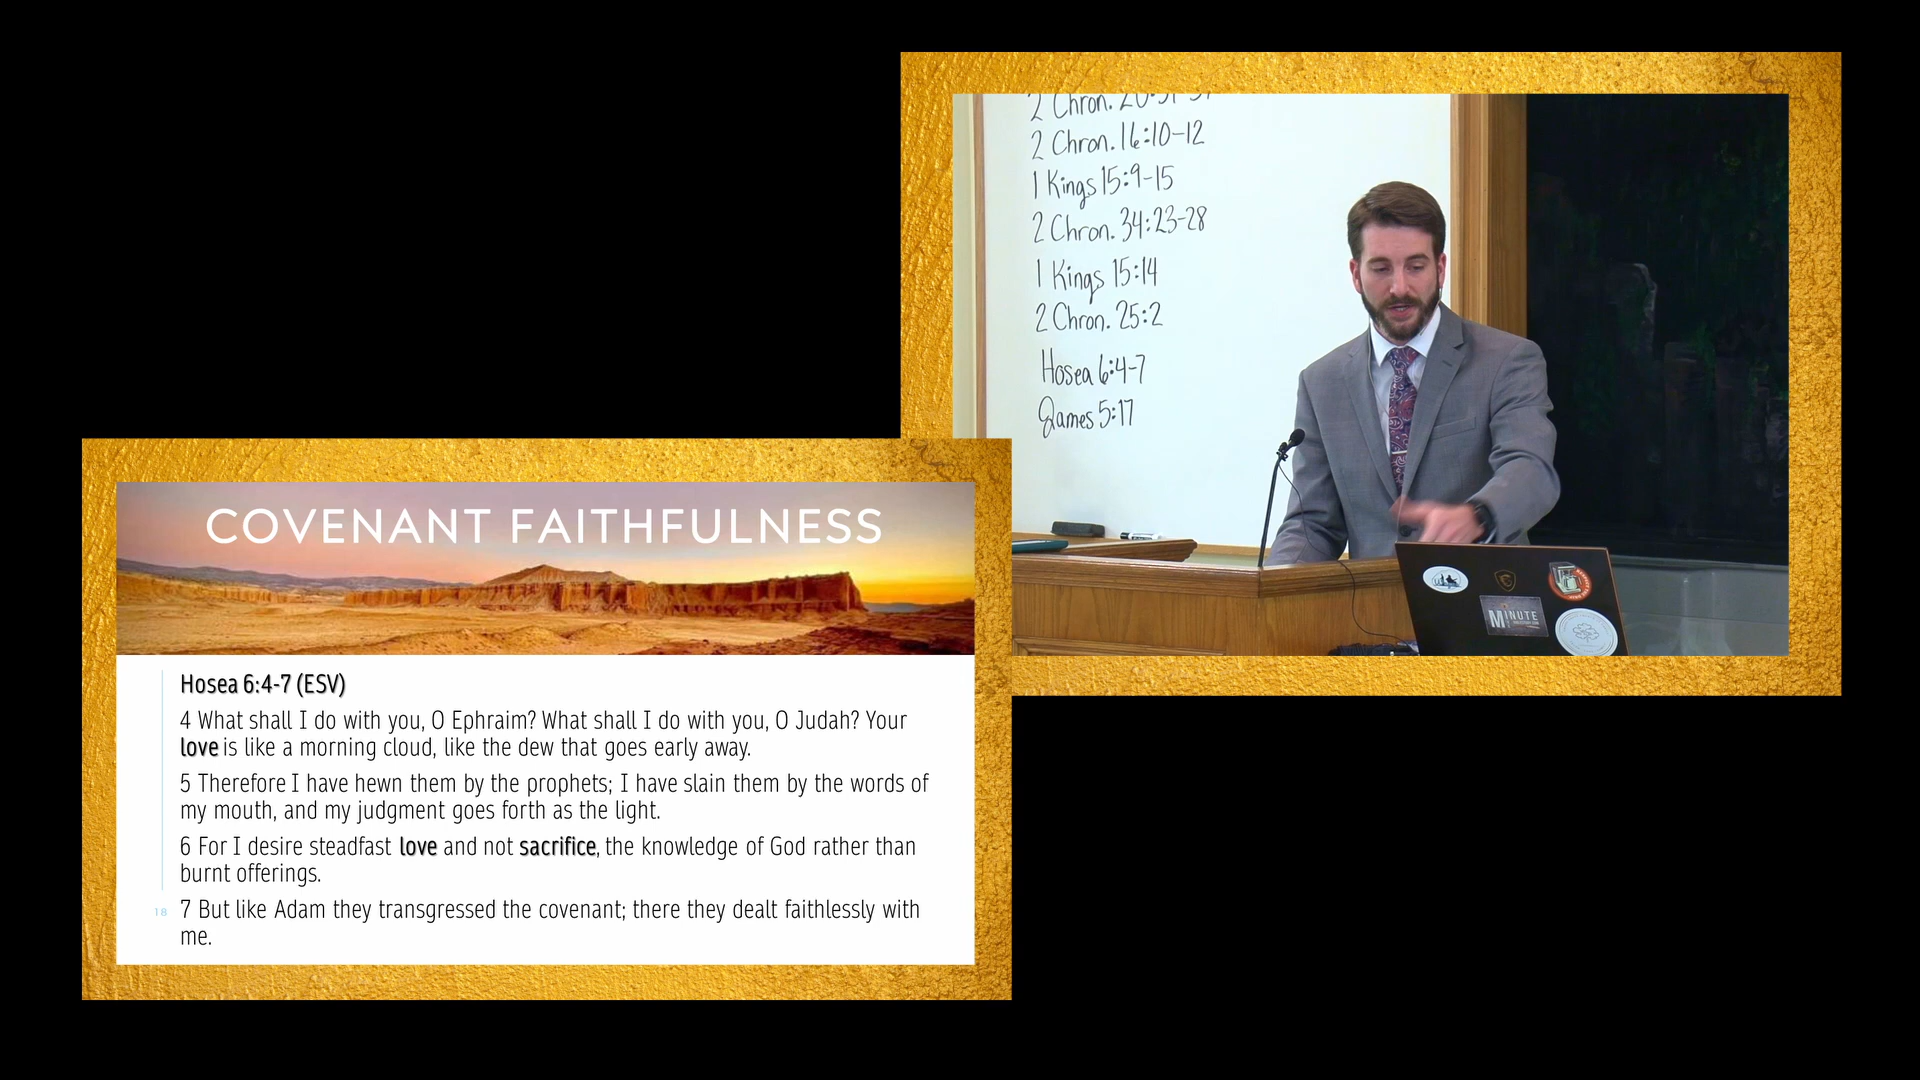 2 Chron. 20:31-37
2 Chron. 16:10-12
1 Kings 15:9-15
2 Chron. 34:23-28
1 Kings 15:14
2 Chron. 25:2
Hosea 6:4-7
James 5:17
MINUTE
COVENANT FAITHFULNESS
Hosea 6:4-7 (ESV)
4 What shall I do with you, O Ephraim? What shall I do with you, O Judah? Your
love is like a morning cloud, like the dew that goes early away.
5 Therefore I have hewn them by the prophets; I have slain them by the words of
my mouth, and my judgment goes forth as the light.
6 For I desire steadfast love and not sacrifice, the knowledge of God rather than
burnt offerings.
18
7 But like Adam they transgressed the covenant; there they dealt faithlessly with
me.